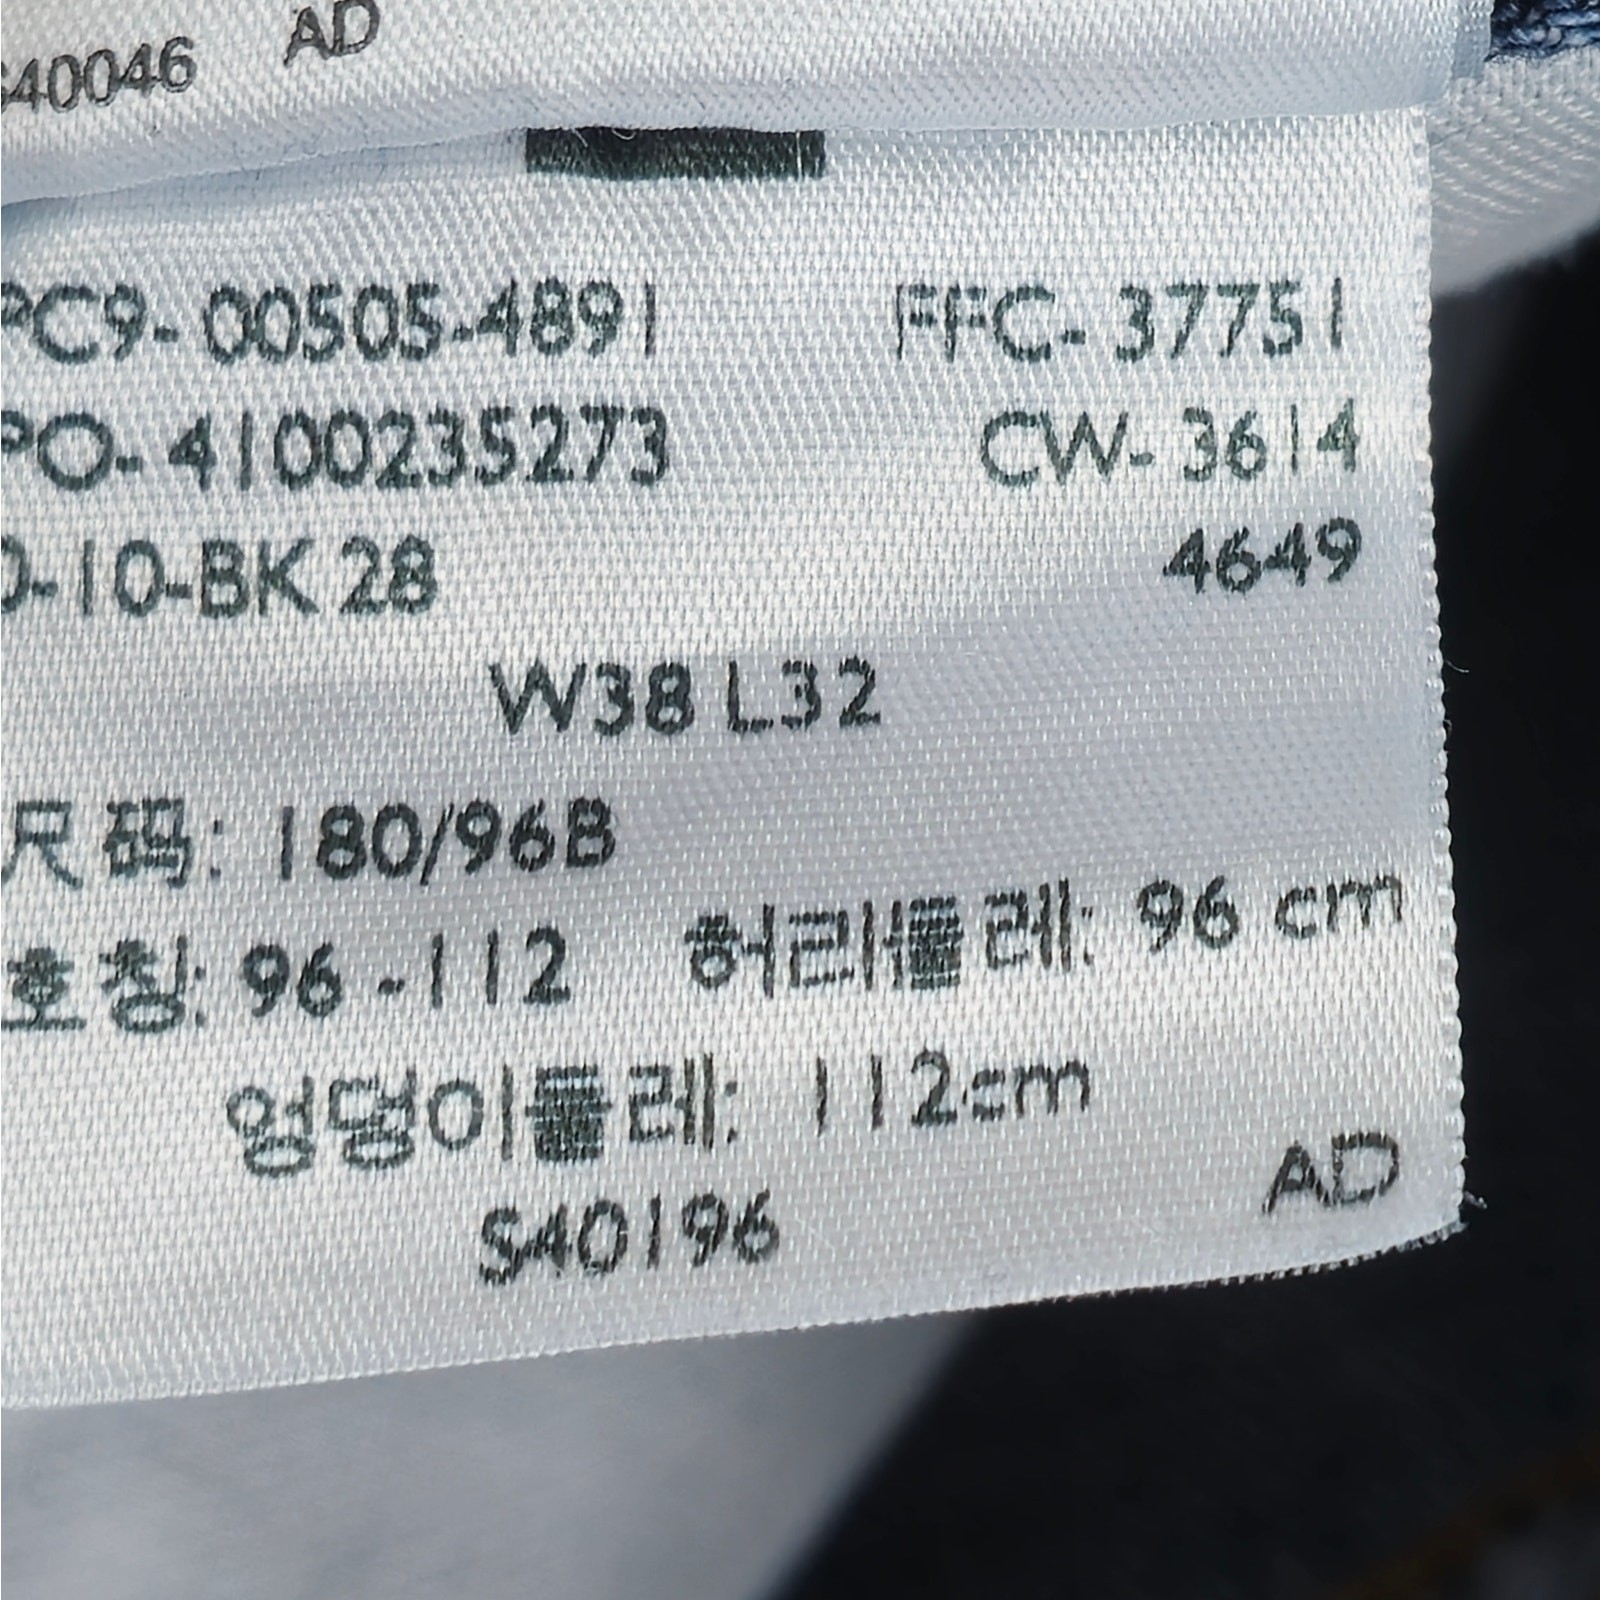 S40046 AD
PC9-00505-4891 FFC-37751
PO-4100235273 CW-3614
0-10-BK 28 4649
W38 L32
尺码: 180/96B
호칭: 96-112 허리둘레: 96 cm
엉덩이둘레: 112cm
S40196 AD